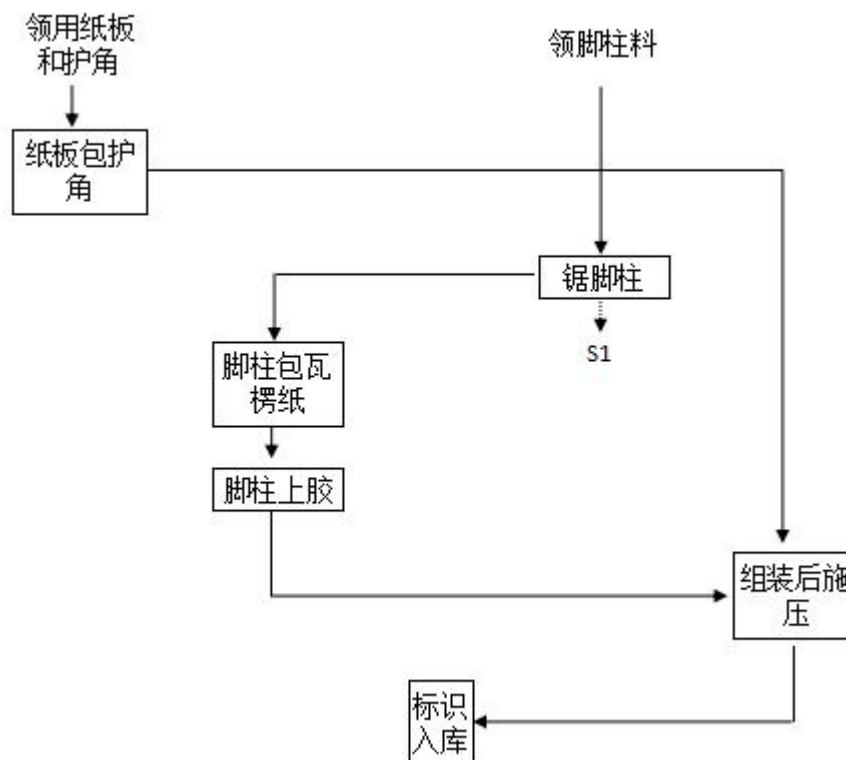 领用纸板
和护角
领脚柱料
纸板包护
角
锯脚柱
S1
脚柱包瓦
楞纸
脚柱上胶
组装后施
压
标识
入库